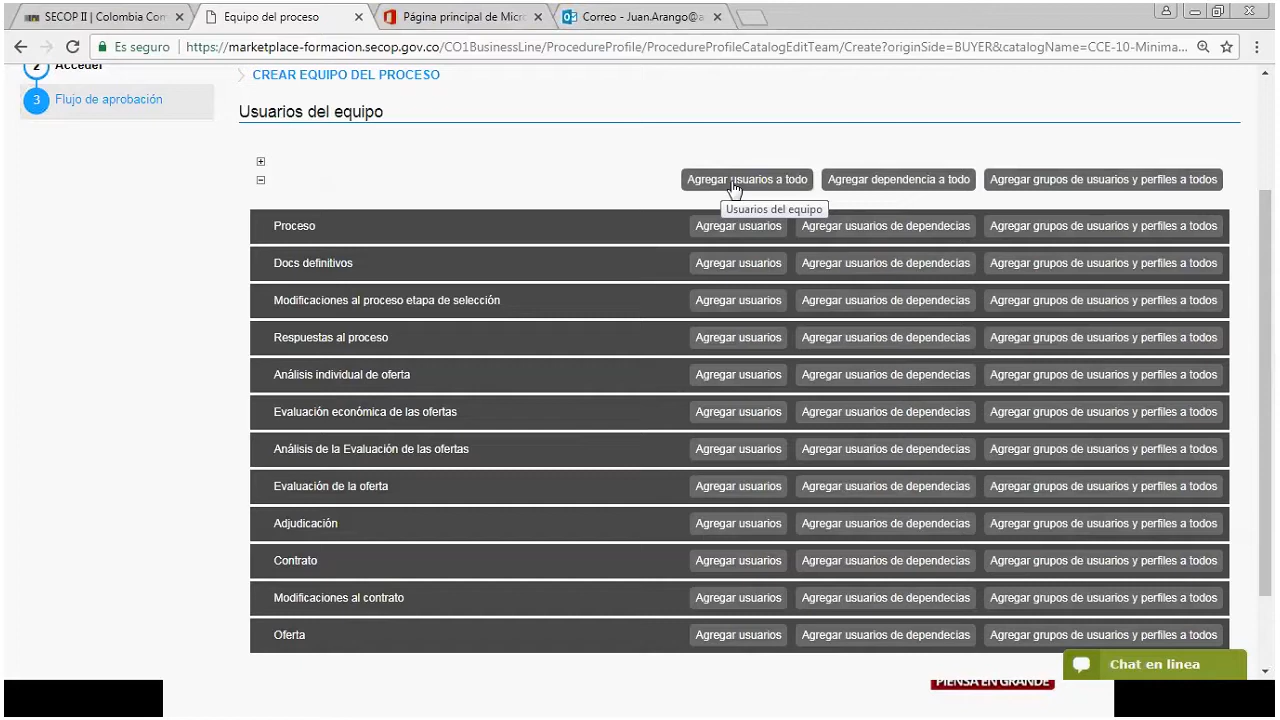 SECOP II | Colombia Con
Equipo del proceso
Página principal de Micr
Correo - Juan.Arango@a
Es seguro
https://marketplace-formacion.secop.gov.co/CO1BusinessLine/ProcedureProfile/ProcedureProfileCatalogEditTeam/Create?originSide=BUYER&catalogName=CCE-10-Minima...
2 Acceder
3 Flujo de aprobación
CREAR EQUIPO DEL PROCESO
Usuarios del equipo
Agregar usuarios a todo Agregar dependencia a todo Agregar grupos de usuarios y perfiles a todos
Usuarios del equipo
Proceso Agregar usuarios Agregar usuarios de dependecias Agregar grupos de usuarios y perfiles a todos
Docs definitivos Agregar usuarios Agregar usuarios de dependecias Agregar grupos de usuarios y perfiles a todos
Modificaciones al proceso etapa de selección Agregar usuarios Agregar usuarios de dependecias Agregar grupos de usuarios y perfiles a todos
Respuestas al proceso Agregar usuarios Agregar usuarios de dependecias Agregar grupos de usuarios y perfiles a todos
Análisis individual de oferta Agregar usuarios Agregar usuarios de dependecias Agregar grupos de usuarios y perfiles a todos
Evaluación económica de las ofertas Agregar usuarios Agregar usuarios de dependecias Agregar grupos de usuarios y perfiles a todos
Análisis de la Evaluación de las ofertas Agregar usuarios Agregar usuarios de dependecias Agregar grupos de usuarios y perfiles a todos
Evaluación de la oferta Agregar usuarios Agregar usuarios de dependecias Agregar grupos de usuarios y perfiles a todos
Adjudicación Agregar usuarios Agregar usuarios de dependecias Agregar grupos de usuarios y perfiles a todos
Contrato Agregar usuarios Agregar usuarios de dependecias Agregar grupos de usuarios y perfiles a todos
Modificaciones al contrato Agregar usuarios Agregar usuarios de dependecias Agregar grupos de usuarios y perfiles a todos
Oferta Agregar usuarios Agregar usuarios de dependecias Agregar grupos de usuarios y perfiles a todos
Chat en linea
PIENSA EN GRANDE